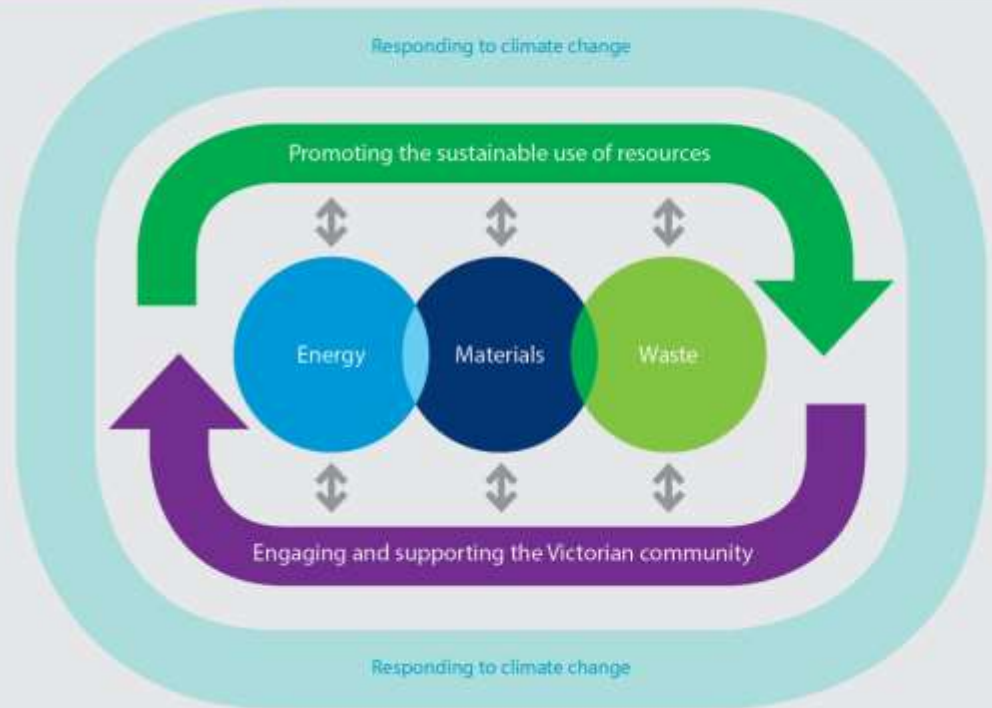 Responding to climate change
Promoting the sustainable use of resources
Energy
Materials
Waste
Engaging and supporting the Victorian community
Responding to climate change